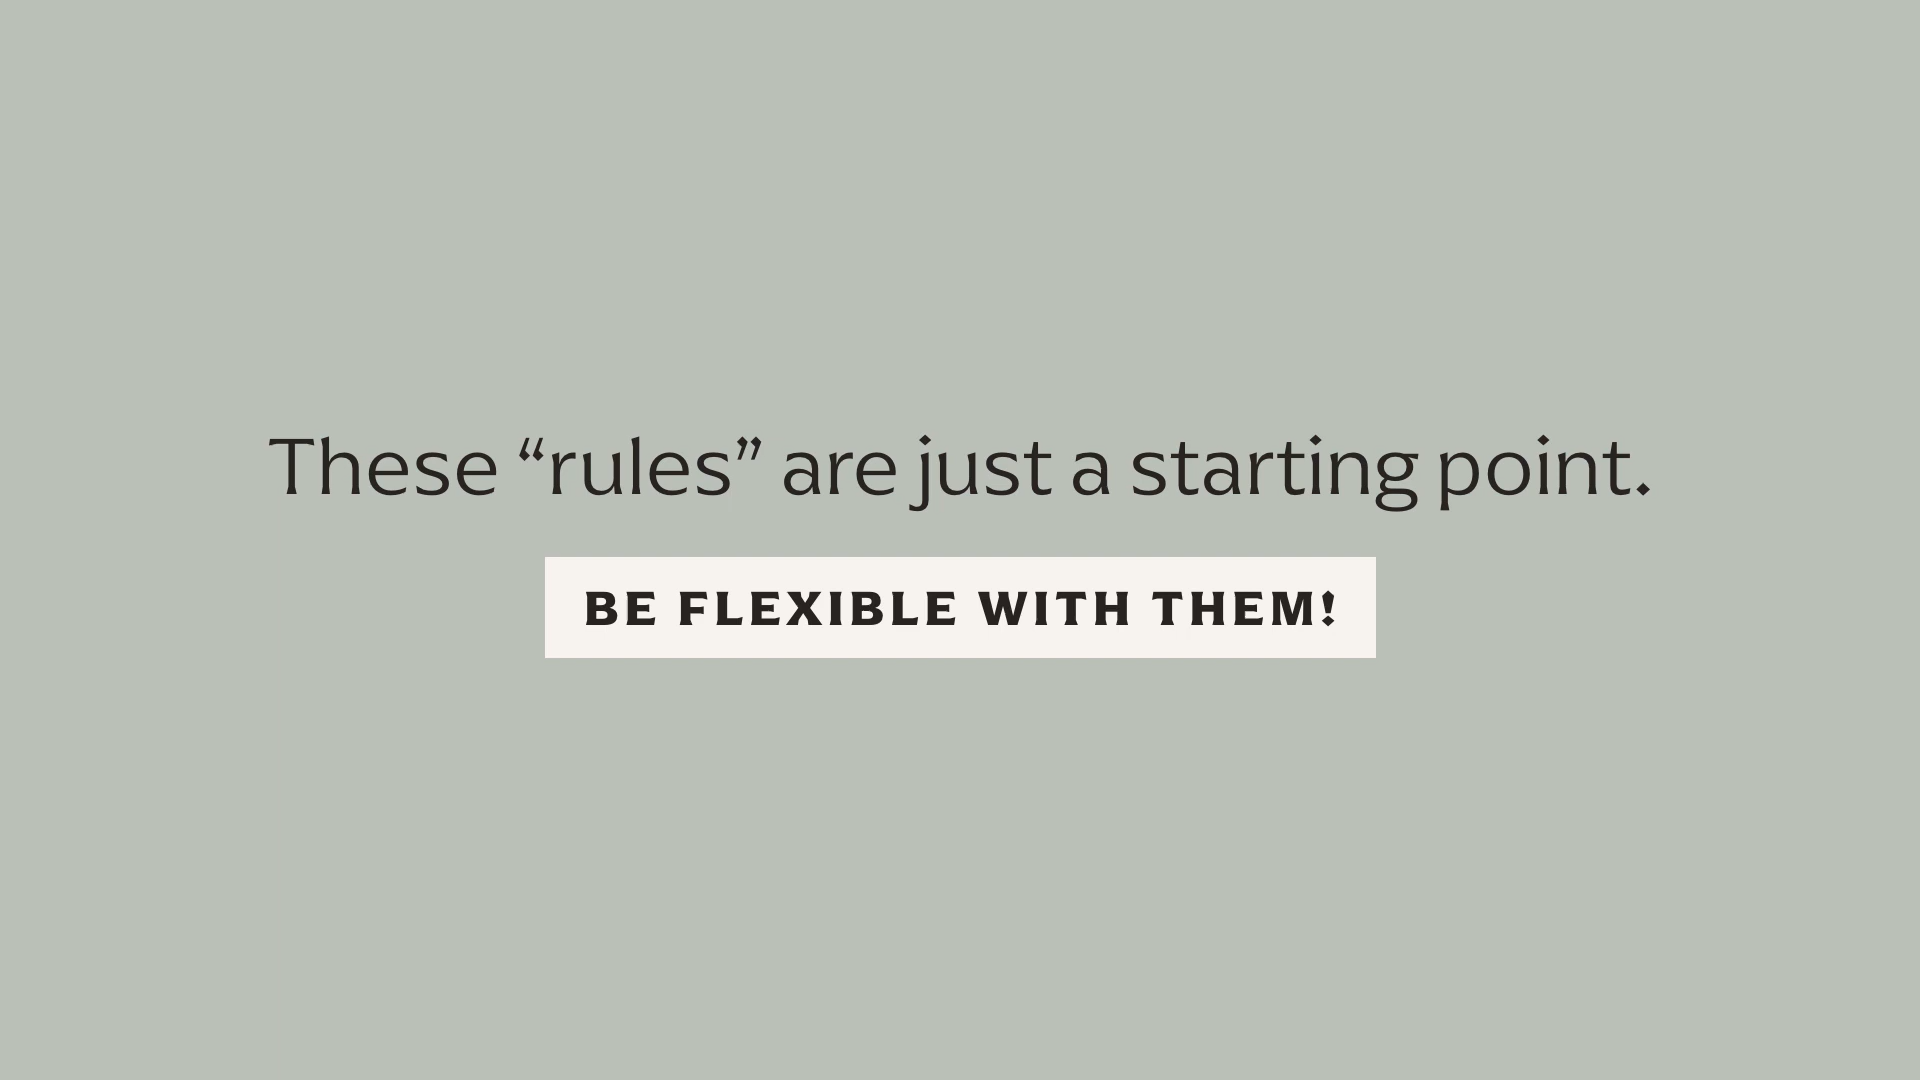 These “rules” are just a starting point.
BE FLEXIBLE WITH THEM!